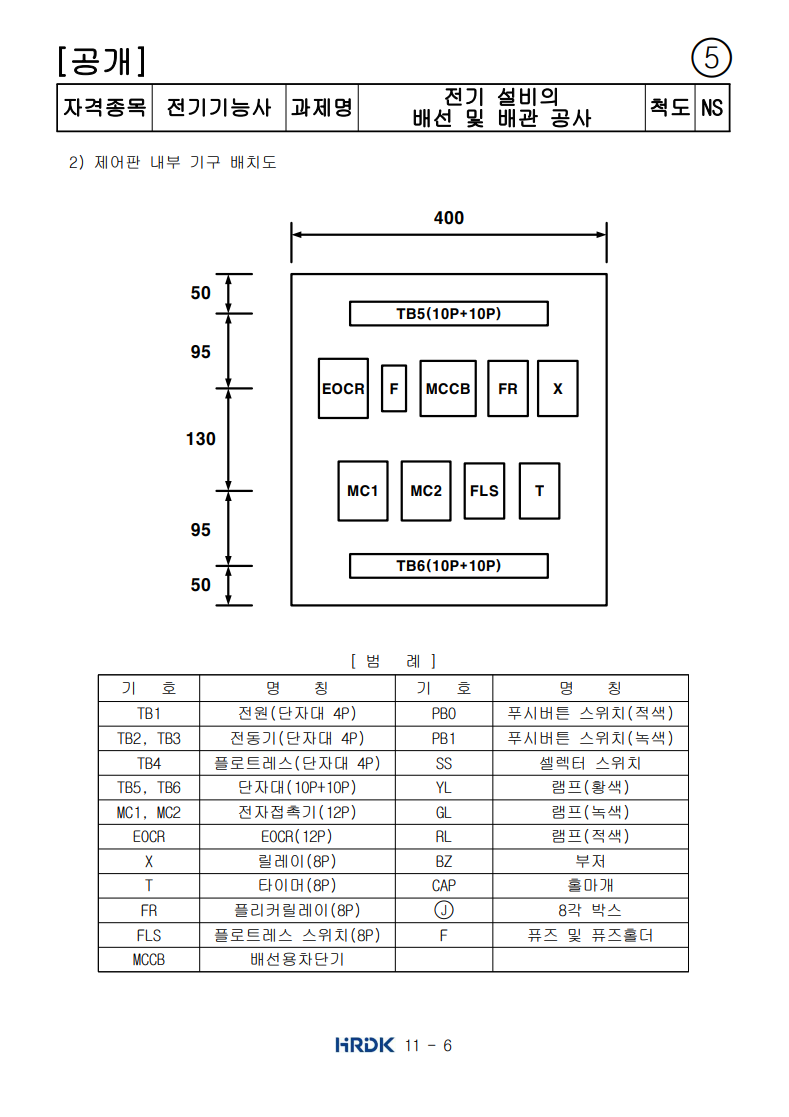 [공개]
⑤
자격종목 전기기능사 과제명 전기 설비의 배선 및 배관 공사 척도 NS
2) 제어판 내부 기구 배치도
400
50
TB5(10P+10P)
95
EOCR F MCCB FR X
130
MC1 MC2 FLS T
95
TB6(10P+10P)
50
[ 범 례 ]
기 호 명 칭 기 호 명 칭
TB1 전원(단자대 4P) PB0 푸시버튼 스위치(적색)
TB2, TB3 전동기(단자대 4P) PB1 푸시버튼 스위치(녹색)
TB4 플로트레스(단자대 4P) SS 셀렉터 스위치
TB5, TB6 단자대(10P+10P) YL 램프(황색)
MC1, MC2 전자접촉기(12P) GL 램프(녹색)
EOCR EOCR(12P) RL 램프(적색)
X 릴레이(8P) BZ 부저
T 타이머(8P) CAP 홀마개
FR 플리커릴레이(8P) Ⓙ 8각 박스
FLS 플로트레스 스위치(8P) F 퓨즈 및 퓨즈홀더
MCCB 배선용차단기
HRDK 11 - 6